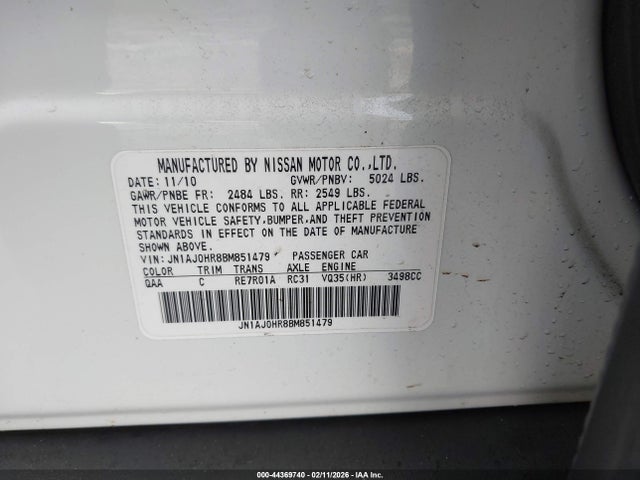 MANUFACTURED BY NISSAN MOTOR CO.,LTD.
DATE: 11/10 GVWR/PNBV: 5024 LBS.
GAWR/PNBE FR: 2484 LBS. RR: 2549 LBS.
THIS VEHICLE CONFORMS TO ALL APPLICABLE FEDERAL
MOTOR VEHICLE SAFETY,BUMPER,AND THEFT PREVENTION
STANDARDS IN EFFECT ON THE DATE OF MANUFACTURE
SHOWN ABOVE.
VIN: JN1AJ0HR8BM851479 PASSENGER CAR
COLOR TRIM TRANS AXLE ENGINE
QAA C RE7R01A RC31 VQ35(HR) 3498CC
JN1AJ0HR8BM851479
000-44369740 - 02/11/2026 - IAA Inc.